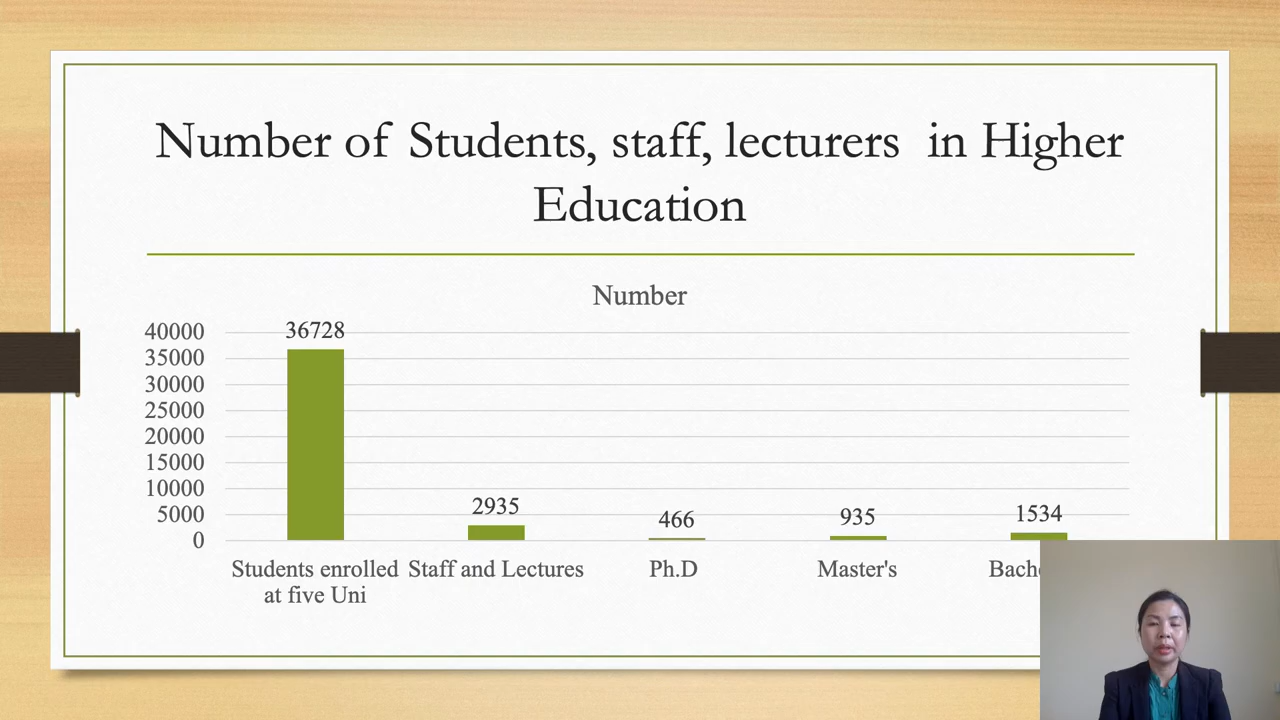 Number of Students, staff, lecturers in Higher
Education
Number
40000
35000
30000
25000
20000
15000
10000
5000
0
36728
2935
466
935
1534
Students enrolled
at five Uni
Staff and Lectures
Ph.D
Master's